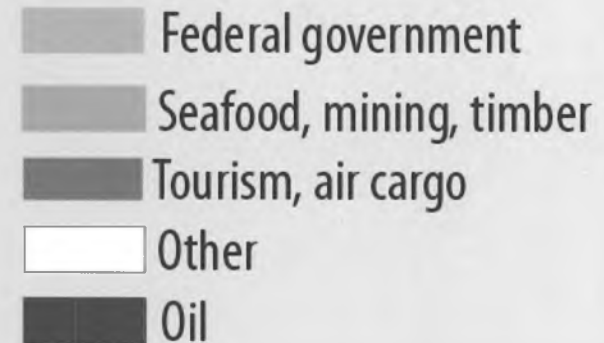 Federal government
Seafood, mining, timber
Tourism, air cargo
Other
Oil